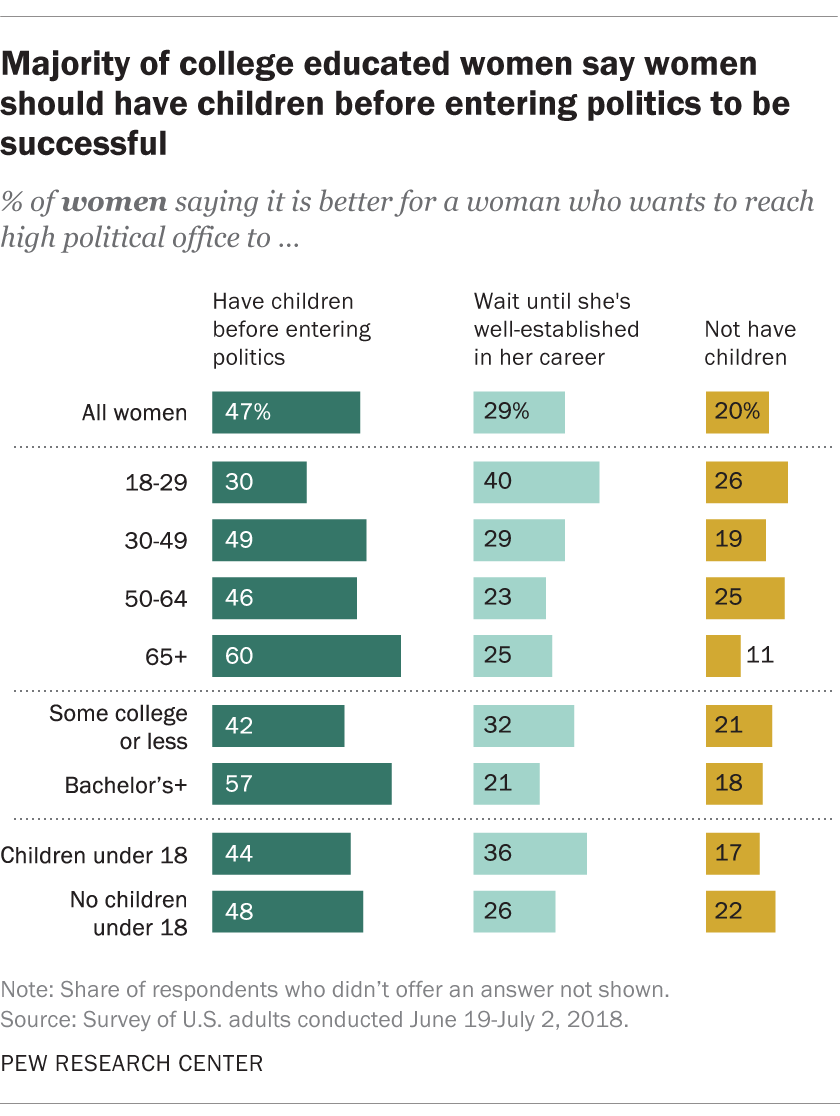 Majority of college educated women say women
should have children before entering politics to be
successful
% of women saying it is better for a woman who wants to reach
high political office to ...
Have children
before entering
politics
Wait until she's
well-established
in her career
Not have
children
All women 47% 29% 20%
18-29 30 40 26
30-49 49 29 19
50-64 46 23 25
65+ 60 25 11
Some college
or less
42 32 21
Bachelor’s+ 57 21 18
Children under 18 44 36 17
No children
under 18
48 26 22
Note: Share of respondents who didn’t offer an answer not shown.
Source: Survey of U.S. adults conducted June 19-July 2, 2018.
PEW RESEARCH CENTER